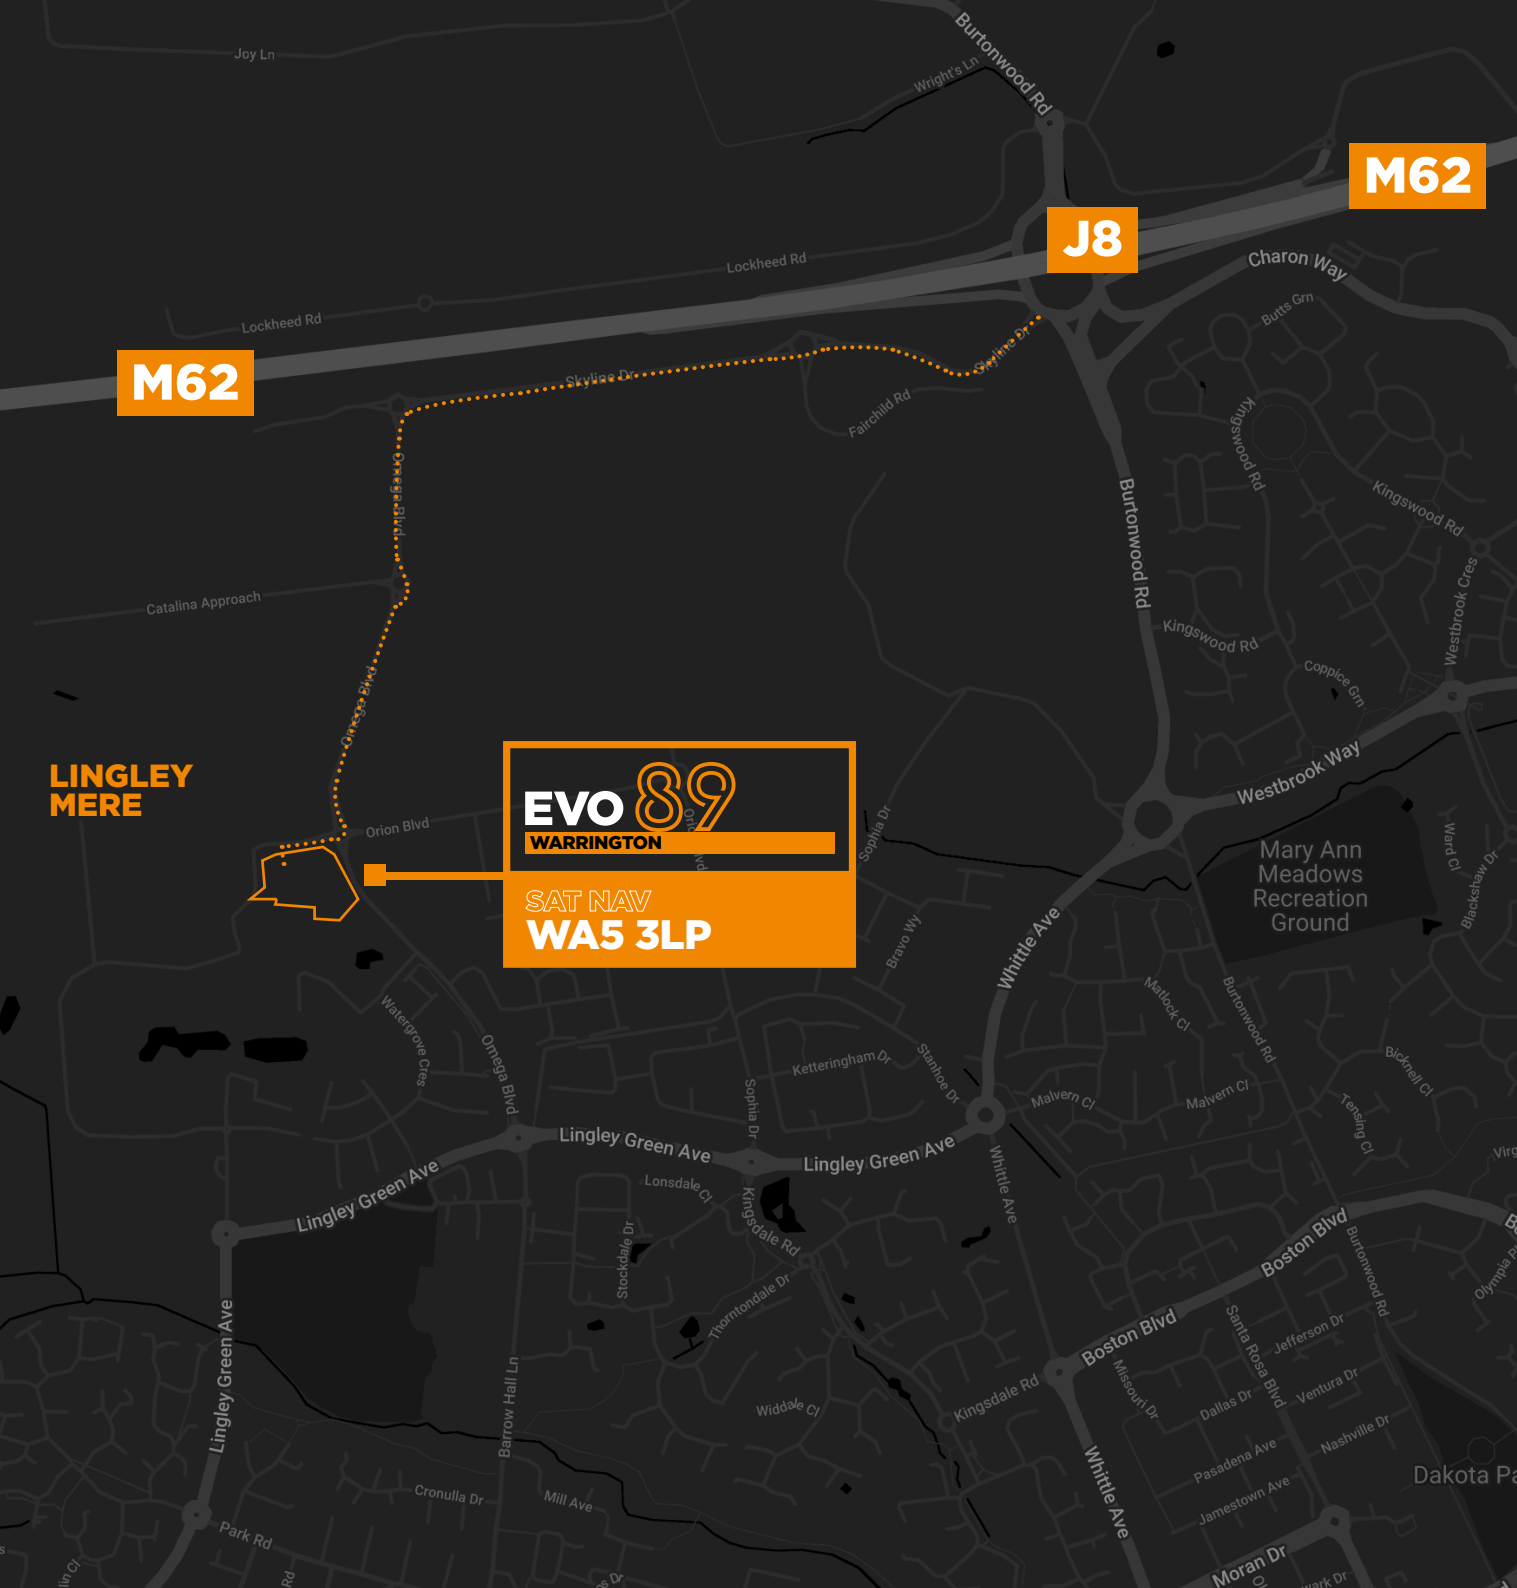 Burtonwood Rd
Joy Ln
Wright's Ln
M62
J8
Lockheed Rd
Charon Way
Lockheed Rd
Butts Grn
M62
Skyline Dr
Skyline Dr
Fairchild Rd
Kingswood Rd
Omega Blvd
Burtonwood Rd
Kingswood Rd
Catalina Approach
Westbrook Cres
Kingswood Rd
Coppice Grn
Omega Blvd
LINGLEY
MERE
Westbrook Way
EVO 89
WARRINGTON
Orion Blvd
Sophia Dr
Ward Cl
Mary Ann
Meadows
Recreation
Ground
Blackshaw Dr
SAT NAV
WA5 3LP
Bravo Wy
Whittle Ave
Matlock Cl
Burtonwood Rd
Watergrove Cres
Omega Blvd
Ketteringham Dr
Stanhoe Dr
Bicknell Cl
Sophia Dr
Malvern Cl
Malvern Cl
Tensing Cl
Lingley Green Ave
Lingley Green Ave
Lingley Green Ave
Lonsdale Cl
Whittle Ave
Kingsdale Rd
Stockdale Dr
Boston Blvd
Burtonwood Rd
Thorntondale Dr
Lingley Green Ave
Boston Blvd
Santa Rosa Blvd
Jefferson Dr
Barrow Hall Ln
Kingsdale Rd
Missouri Dr
Dallas Dr
Ventura Dr
Widdale Cl
Nashville Dr
Pasadena Ave
Dakota Pa
Cronulla Dr
Mill Ave
Whittle Ave
Jamestown Ave
Park Rd
Moran Dr